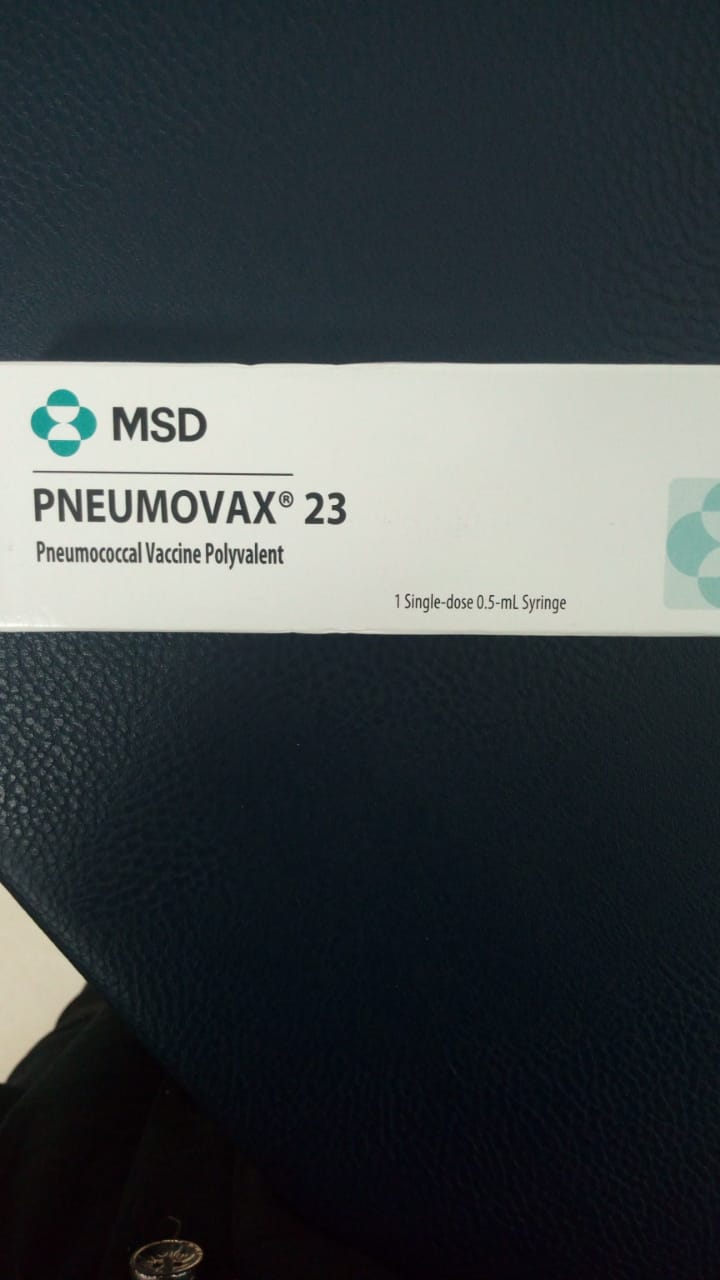 MSD
PNEUMOVAX® 23
Pneumococcal Vaccine Polyvalent
1 Single-dose 0.5-mL Syringe